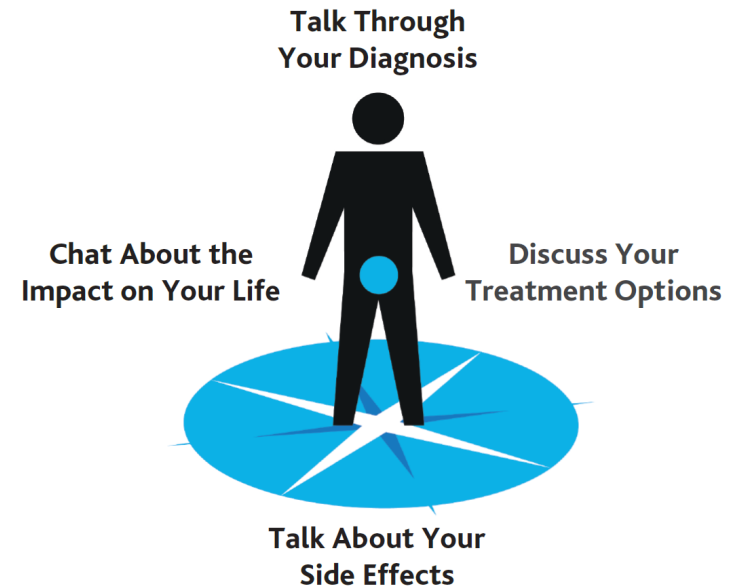 Talk Through
Your Diagnosis
Chat About the
Impact on Your Life
Discuss Your
Treatment Options
Talk About Your
Side Effects